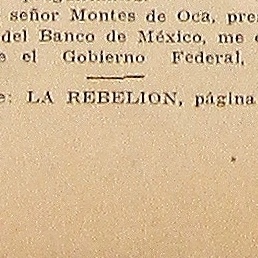 señor Montes de Oca, pre
del Banco de México, me
e el Gobierno Federal,
e: LA REBELION, página